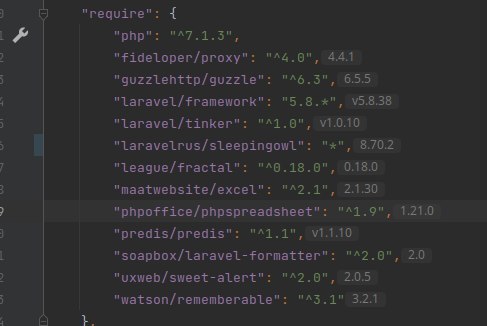 "require": {
"php": "^7.1.3",
"fideloper/proxy": "^4.0", 4.4.1
"guzzlehttp/guzzle": "^6.3", 6.5.5
"laravel/framework": "5.8.*", v5.8.38
"laravel/tinker": "^1.0", v1.0.10
"laravelrus/sleepingowl": "*", 8.70.2
"league/fractal": "^0.18.0", 0.18.0
"maatwebsite/excel": "^2.1", 2.1.30
"phpoffice/phpspreadsheet": "^1.9", 1.21.0
"predis/predis": "^1.1", v1.1.10
"soapbox/laravel-formatter": "^2.0", 2.0
"uxweb/sweet-alert": "^2.0", 2.0.5
"watson/rememberable": "^3.1" 3.2.1
},